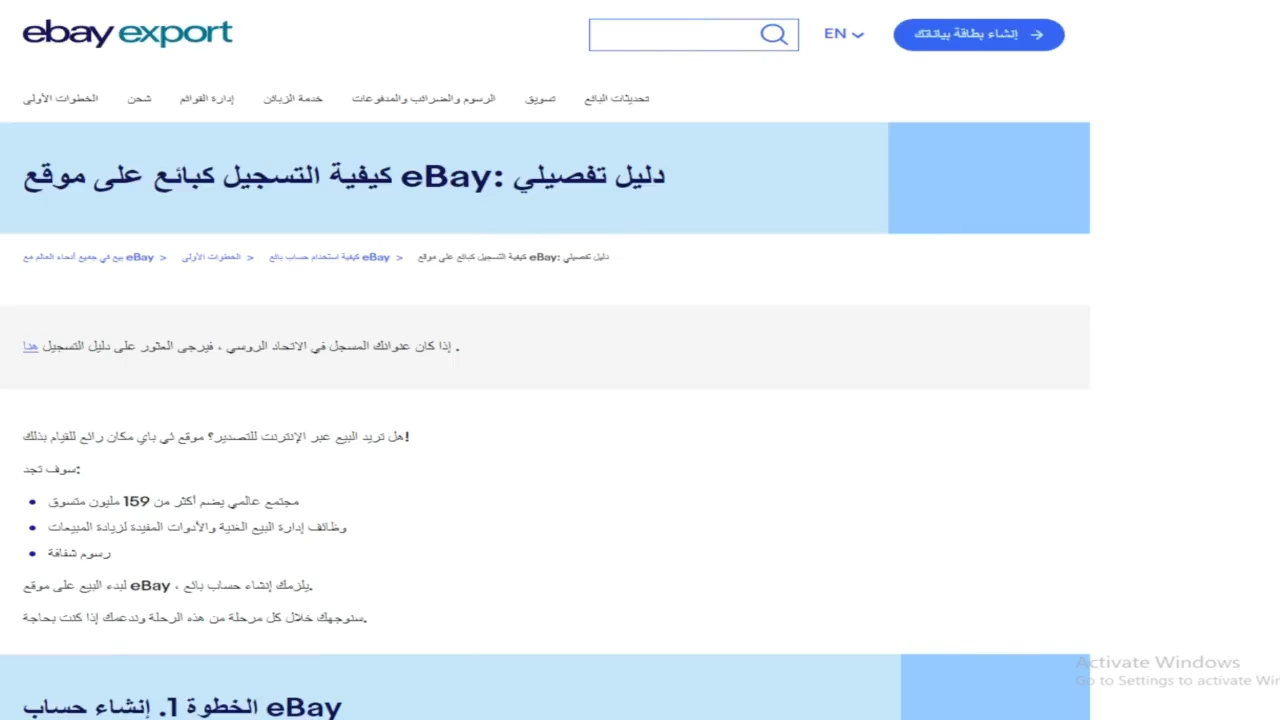 ebay export
EN
إنشاء بطاقة بياناتك →
الخطوات الأولى
شحن
إدارة القوائم
خدمة الزبائن
الرسوم والضرائب والمدفوعات
تسويق
تحديثات البائع
دليل تفصيلي :eBay كيفية التسجيل كبائع على موقع
بيع في جميع أنحاء العالم مع eBay > الخطوات الأولى > كيفية استخدام حساب بائع eBay > دليل تفصيلي :eBay كيفية التسجيل كبائع على موقع
إذا كان عنوانك المسجل في الاتحاد الروسي ، فيرجى العثور على دليل التسجيل هنا .
هل تريد البيع عبر الإنترنت للتصدير؟ موقع ئي باي مكان رائع للقيام بذلك!
سوف تجد:
• مجتمع عالمي يضم أكثر من 159 مليون متسوق
• وظائف إدارة البيع الغنية والأدوات المفيدة لزيادة المبيعات
• رسوم شفافة
لبدء البيع على موقع eBay ، يلزمك إنشاء حساب بائع.
سنوجهك خلال كل مرحلة من هذه الرحلة وندعمك إذا كنت بحاجة.
الخطوة 1. إنشاء حساب eBay
Activate Windows
Go to Settings to activate Win